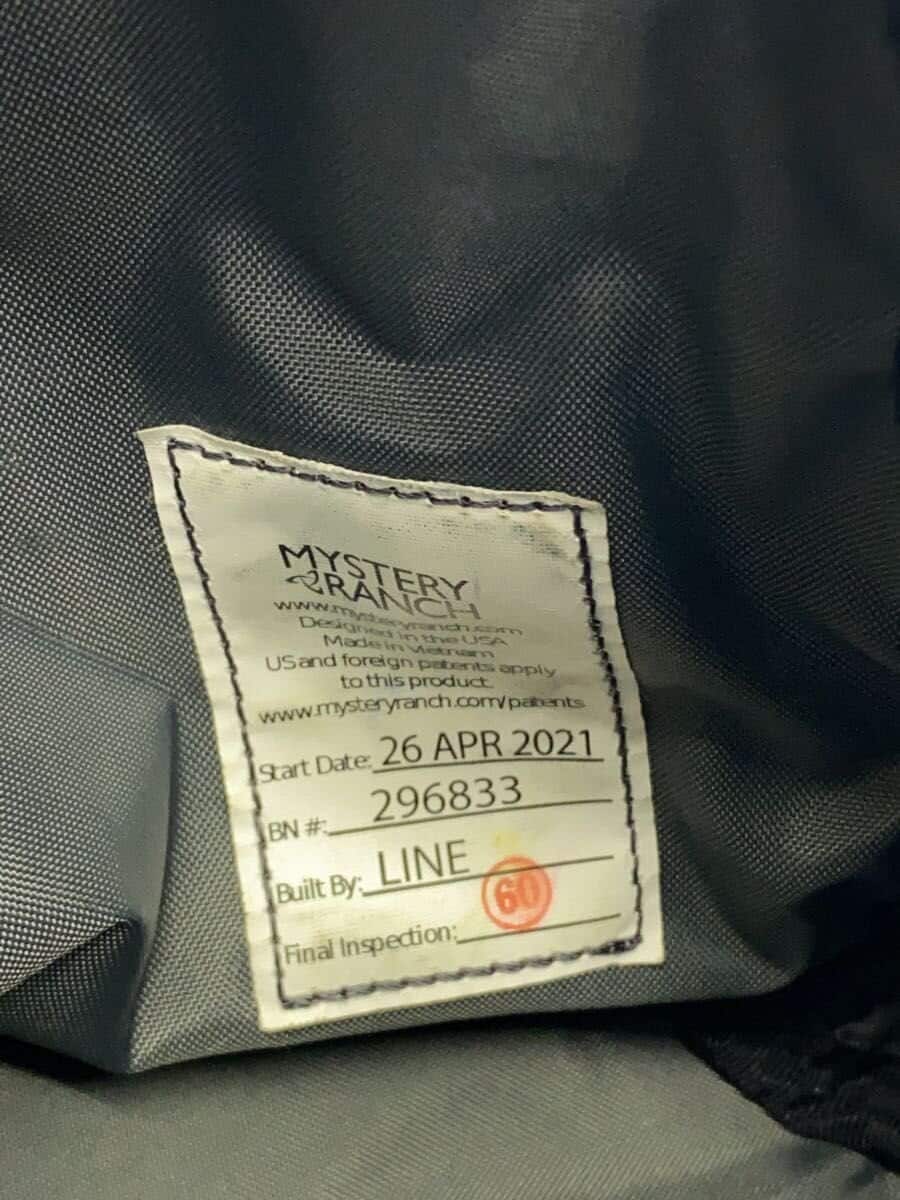 MYSTERY
RANCH
www.mysteryranch.com
Designed in the USA
Made in Vietnam
US and foreign patents apply
to this product.
www.mysteryranch.com/patents
Start Date: 26 APR 2021
BN #: 296833
Built By: LINE
60
Final Inspection: